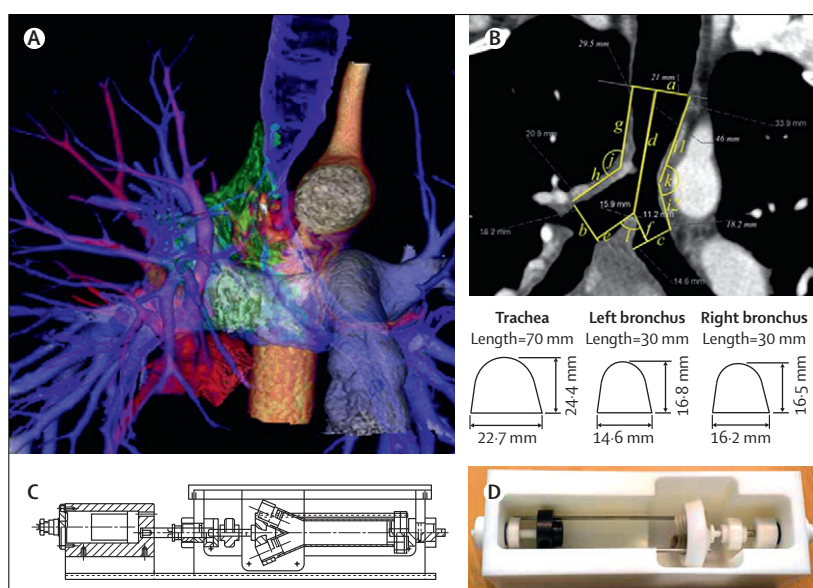 A
B
29.5 mm
21 mm
a
33.9 mm
20.9 mm
g
d
46 mm
j
h
k
15.9 mm
11.2 mm
18.2 mm
16.2 mm
b
e
l
f
c
14.6 mm
Trachea
Length=70 mm
24·4 mm
22·7 mm
Left bronchus
Length=30 mm
16·8 mm
14·6 mm
Right bronchus
Length=30 mm
16·5 mm
16·2 mm
C
D